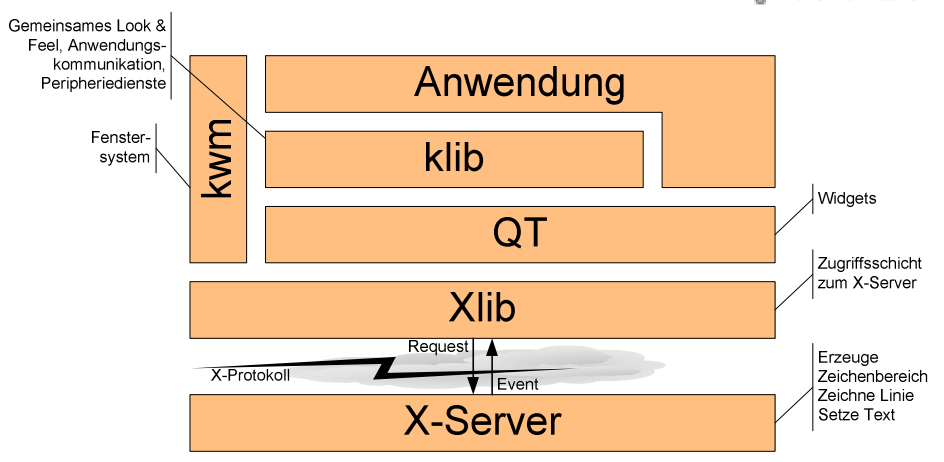 Gemeinsames Look &
Feel, Anwendungs-
kommunikation,
Peripheriedienste
Anwendung
Fenster-
system
kwm
klib
Widgets
QT
Zugriffsschicht
zum X-Server
Xlib
Request
X-Protokoll
Event
Erzeuge
Zeichenbereich
Zeichne Linie
Setze Text
X-Server